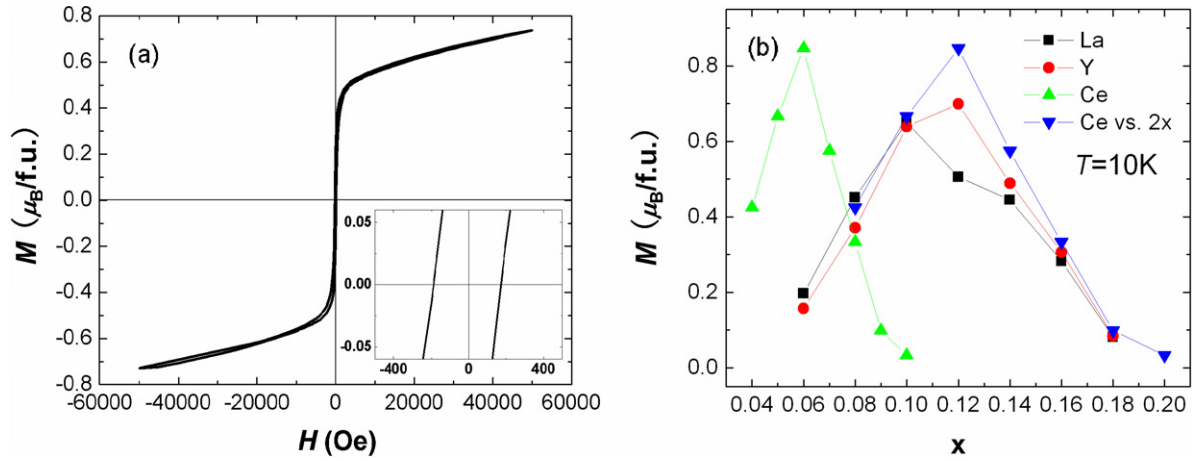 (a)
0.8
0.6
0.4
0.2
0.0
-0.2
-0.4
-0.6
-0.8
M (μB/f.u.)
-60000 -40000 -20000 0 20000 40000 60000
H (Oe)
0.05
0.00
-0.05
-400 0 400
(b)
0.8
0.6
0.4
0.2
0.0
M (μB/f.u.)
La
Y
Ce
Ce vs. 2x
T=10K
0.04 0.06 0.08 0.10 0.12 0.14 0.16 0.18 0.20
x